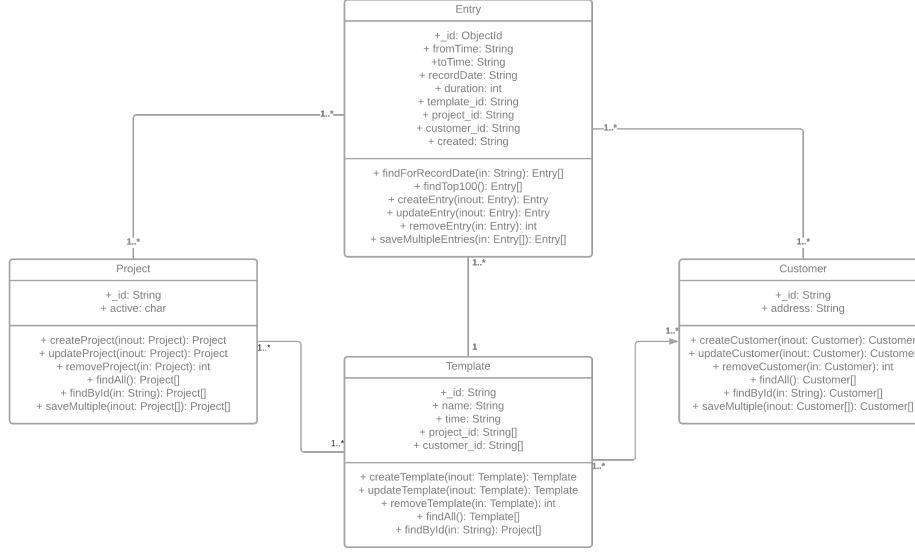 Entry
+_id: ObjectId
+ fromTime: String
+toTime: String
+ recordDate: String
+ duration: int
+ template_id: String
+ project_id: String
+ customer_id: String
+ created: String
+ findForRecordDate(in: String): Entry[]
+ findTop100(): Entry[]
+ createEntry(inout: Entry): Entry
+ updateEntry(inout: Entry): Entry
+ removeEntry(in: Entry): int
+ saveMultipleEntries(in: Entry[]): Entry[]
1..*
1..*
1..*
1..*
1..*
1
Project
+_id: String
+ active: char
+ createProject(inout: Project): Project
+ updateProject(inout: Project): Project
+ removeProject(in: Project): int
+ findAll(): Project[]
+ findById(in: String): Project[]
+ saveMultiple(inout: Project[]): Project[]
1..*
1..*
Customer
+_id: String
+ address: String
+ createCustomer(inout: Customer): Customer
+ updateCustomer(inout: Customer): Custome
+ removeCustomer(in: Customer): int
+ findAll(): Customer[]
+ findById(in: String): Customer[]
+ saveMultiple(inout: Customer[]): Customer[]
1..*
1..*
Template
+_id: String
+ name: String
+ time: String
+ project_id: String[]
+ customer_id: String[]
+ createTemplate(inout: Template): Template
+ updateTemplate(inout: Template): Template
+ removeTemplate(in: Template): int
+ findAll(): Template[]
+ findById(in: String): Project[]